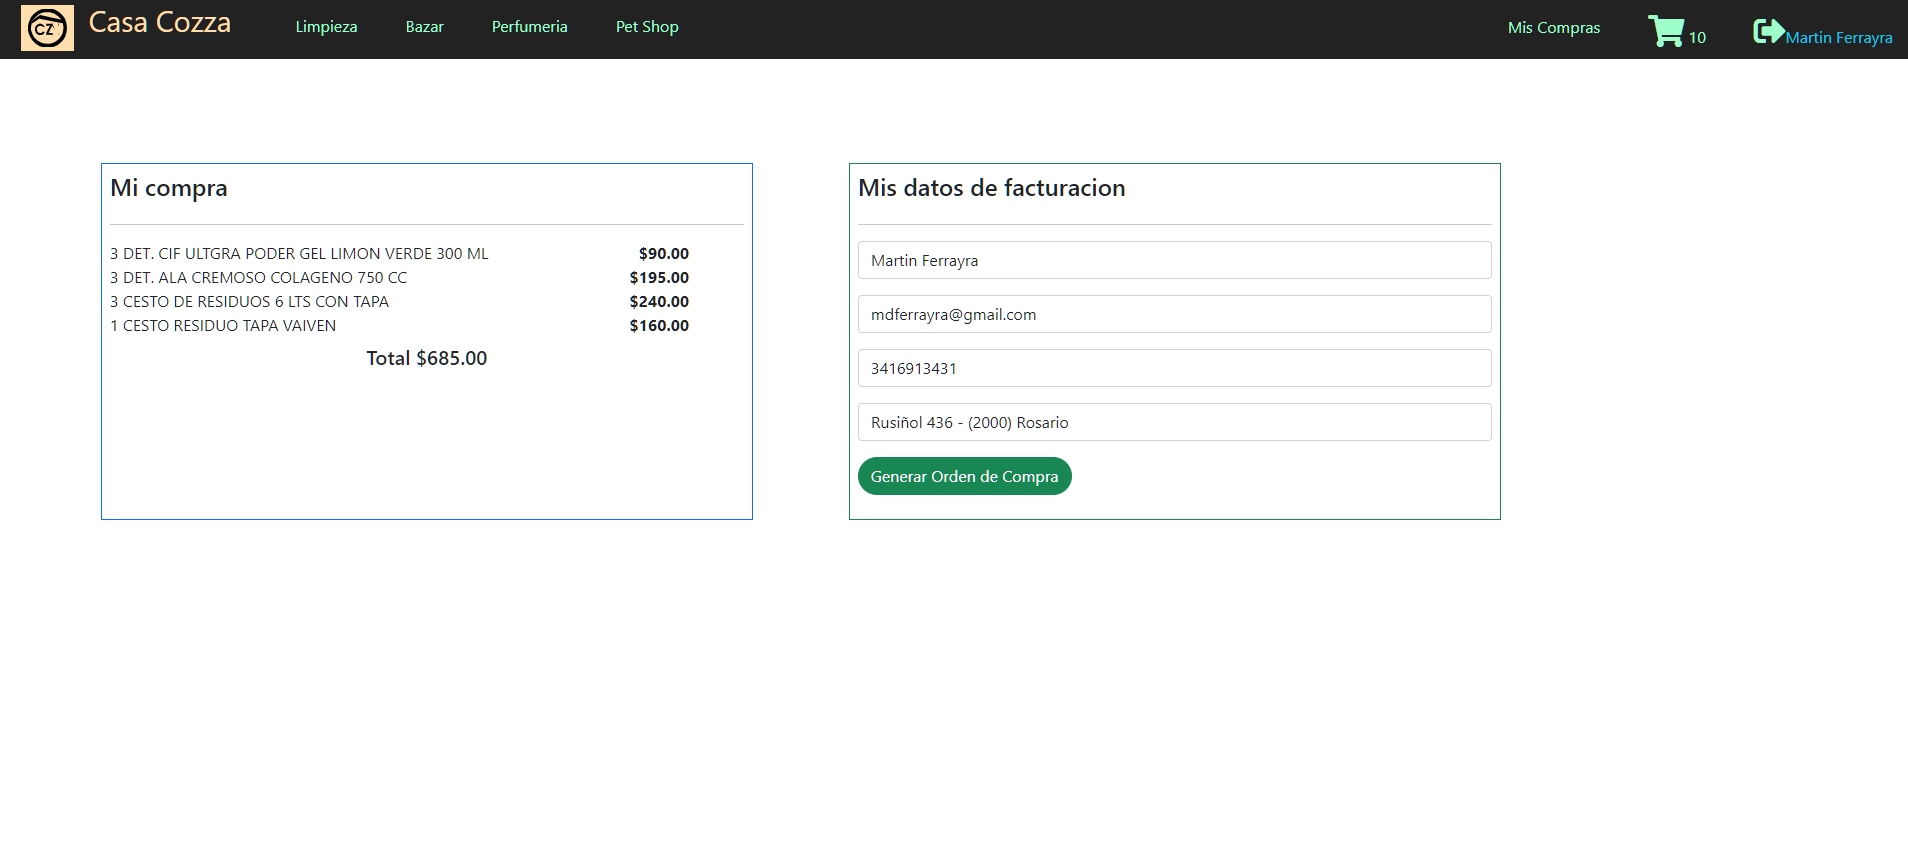 CZ
Casa Cozza
Limpieza
Bazar
Perfumeria
Pet Shop
Mis Compras
10
Martin Ferrayra
Mi compra
3 DET. CIF ULTGRA PODER GEL LIMON VERDE 300 ML $90.00
3 DET. ALA CREMOSO COLAGENO 750 CC $195.00
3 CESTO DE RESIDUOS 6 LTS CON TAPA $240.00
1 CESTO RESIDUO TAPA VAIVEN $160.00
Total $685.00
Mis datos de facturacion
Martin Ferrayra
mdferrayra@gmail.com
3416913431
Rusiñol 436 - (2000) Rosario
Generar Orden de Compra